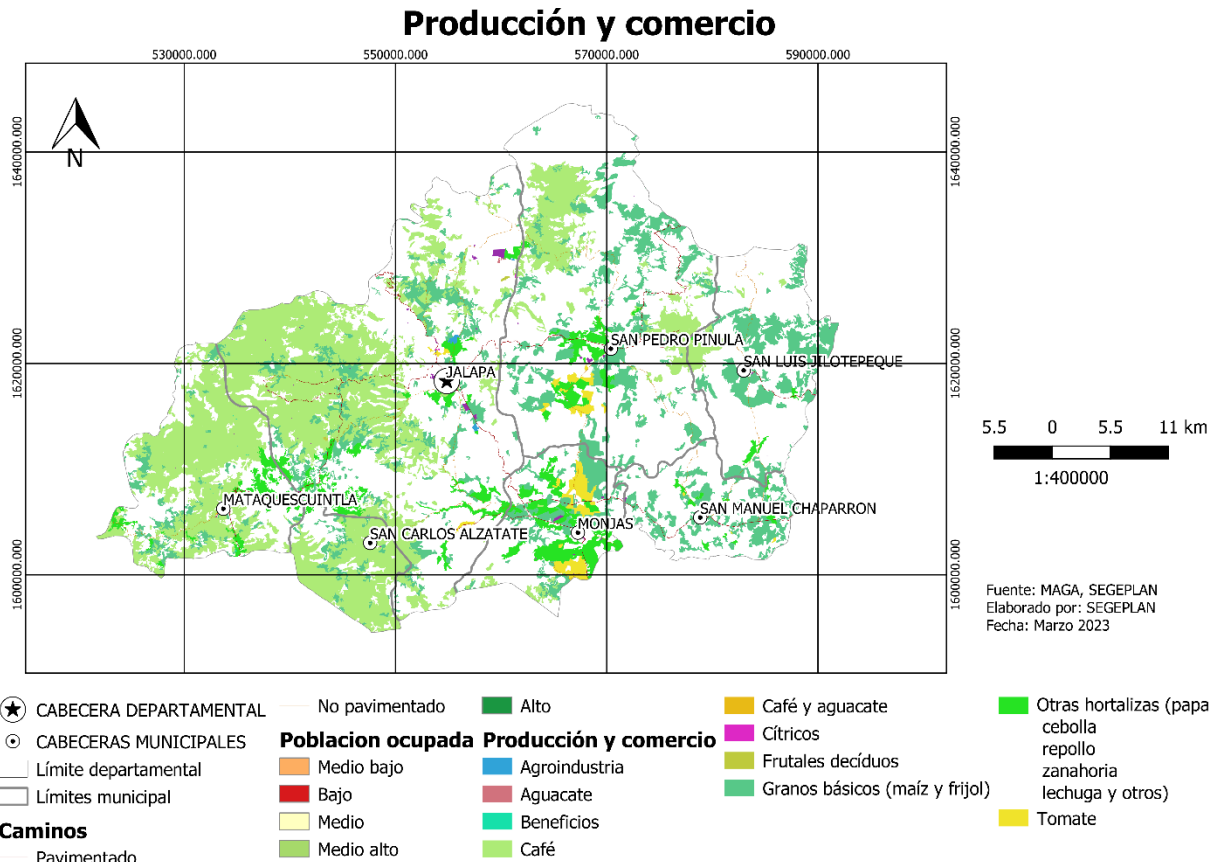 Producción y comercio
530000.000
550000.000
570000.000
590000.000
1640000.000
1640000.000
N
SAN PEDRO PINULA
1620000.000
SAN LUIS JILOTEPEQUE
1620000.000
JALAPA
5.5 0 5.5 11 km
1:400000
MATAQUESCUINTLA
SAN MANUEL CHAPARRON
SAN CARLOS ALZATATE
MONJAS
1600000.000
1600000.000
Fuente: MAGA, SEGEPLAN
Elaborado por: SEGEPLAN
Fecha: Marzo 2023
CABECERA DEPARTAMENTAL
CABECERAS MUNICIPALES
Límite departamental
Límites municipal
Caminos
Pavimentado
No pavimentado
Poblacion ocupada
Medio bajo
Bajo
Medio
Medio alto
Alto
Producción y comercio
Agroindustria
Aguacate
Beneficios
Café
Café y aguacate
Cítricos
Frutales decíduos
Granos básicos (maíz y frijol)
Otras hortalizas (papa
cebolla
repollo
zanahoria
lechuga y otros)
Tomate